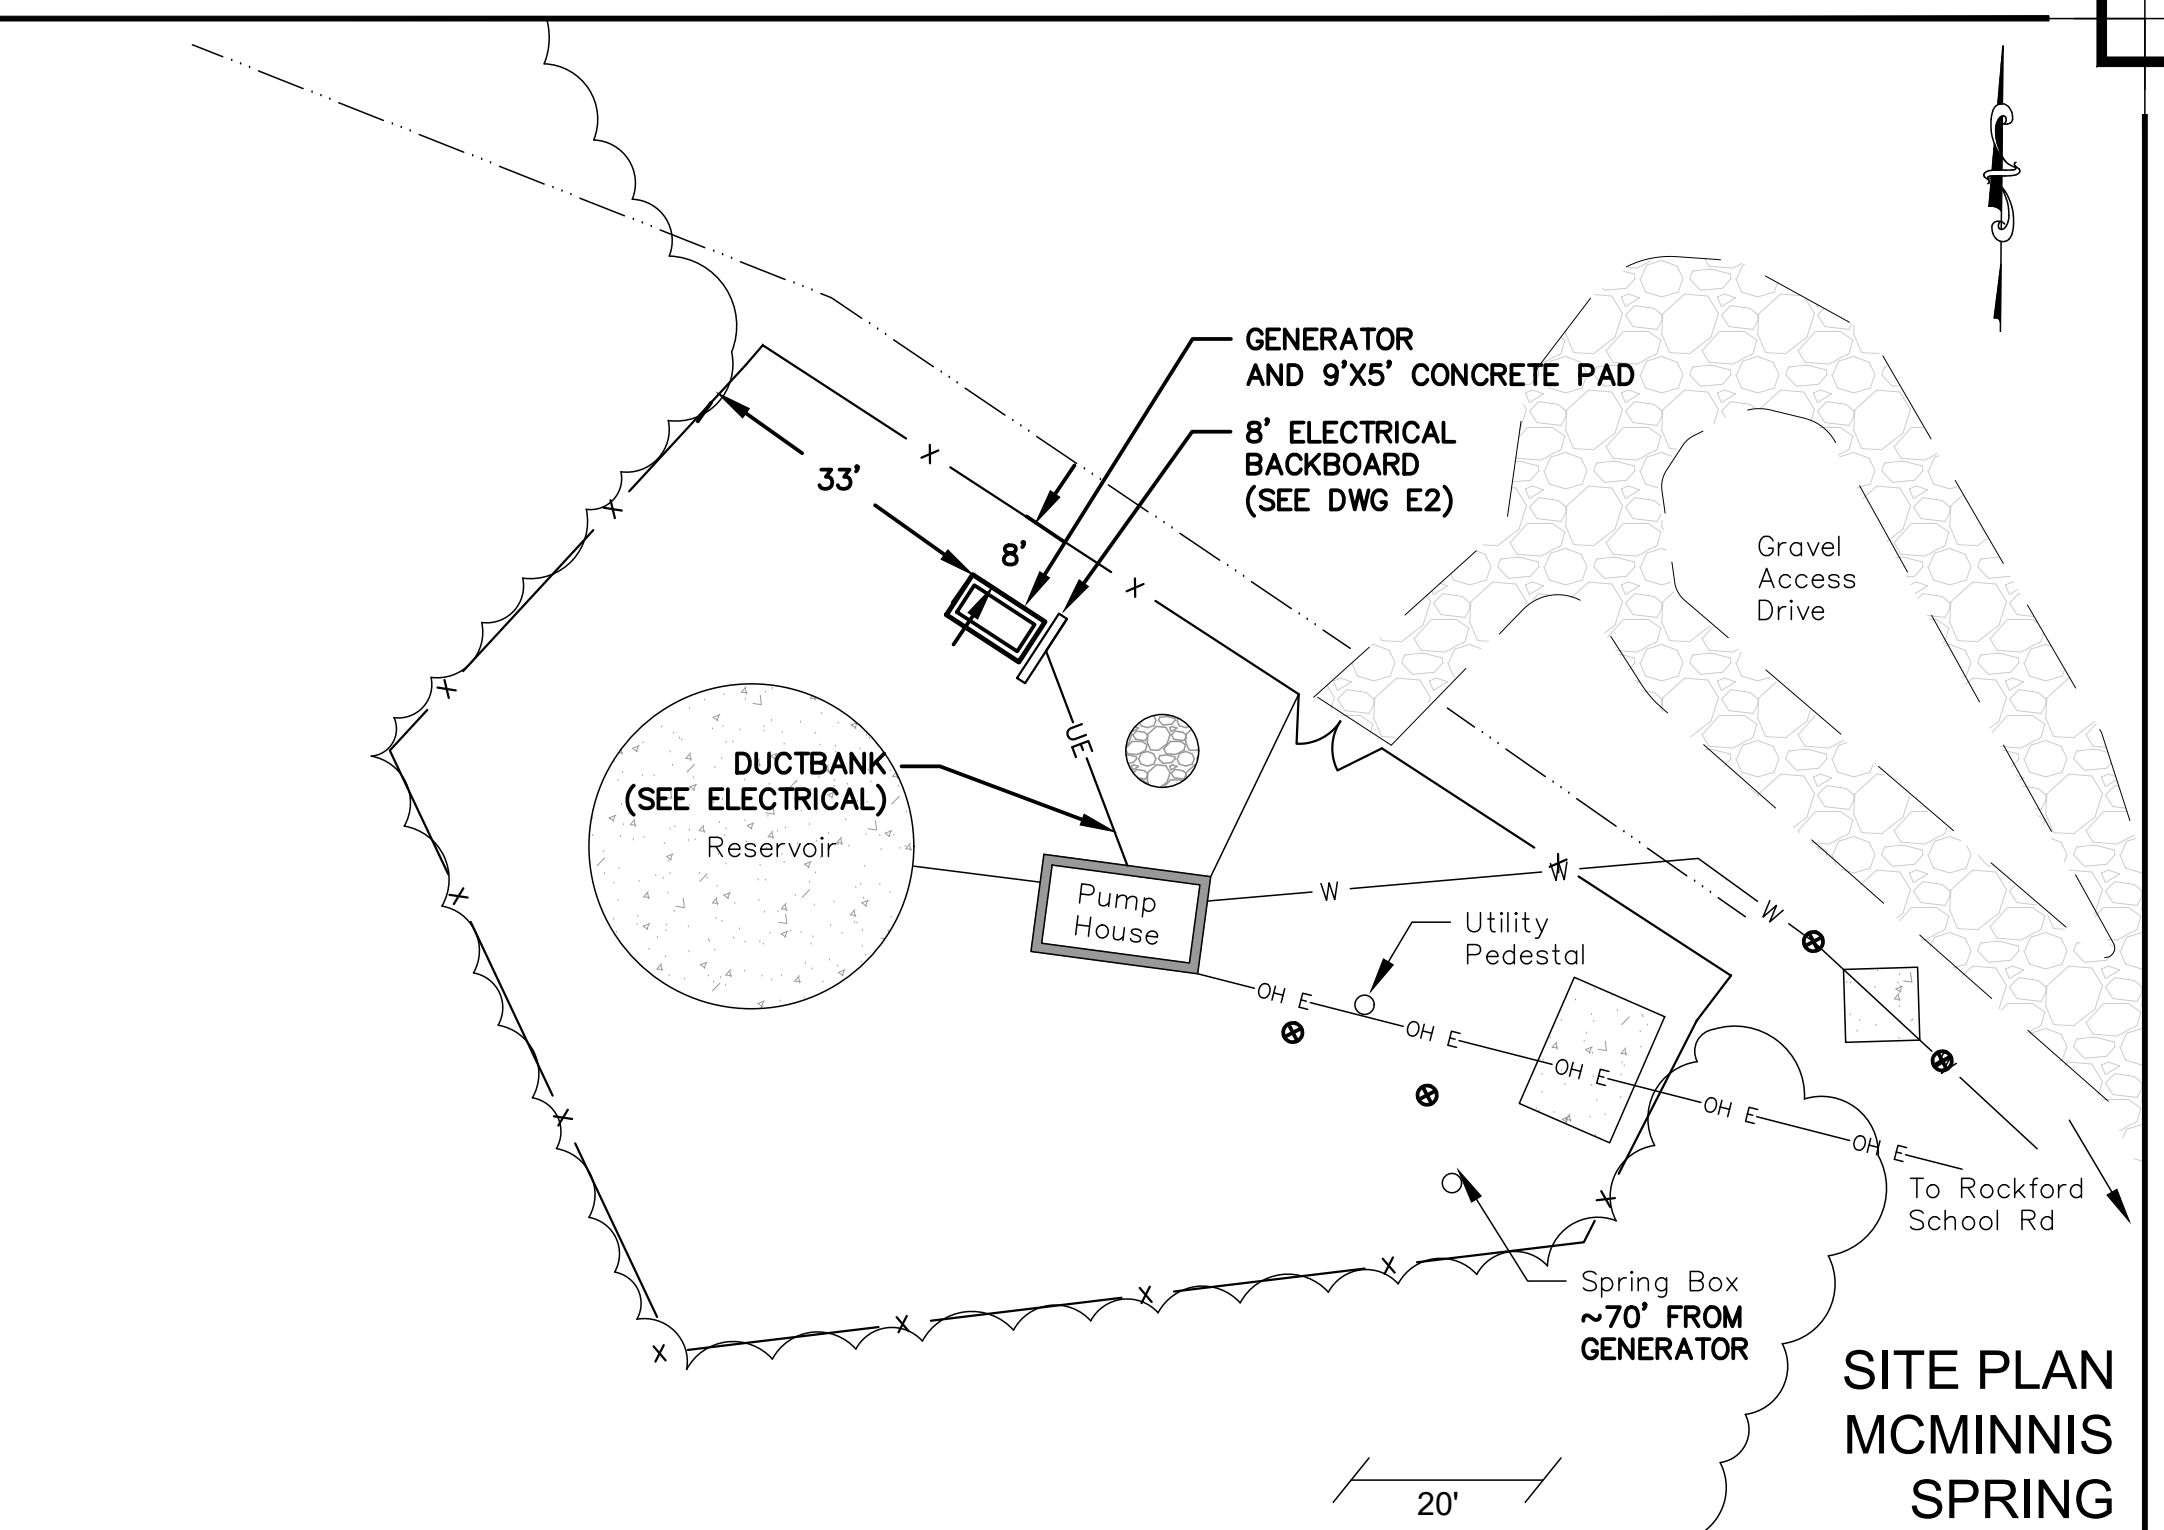 GENERATOR
AND 9'X5' CONCRETE PAD
8' ELECTRICAL
BACKBOARD
(SEE DWG E2)
33'
8'
X
X
X
X
Gravel
Access
Drive
UE
DUCTBANK
(SEE ELECTRICAL)
Reservoir
Pump
House
W
W
X
W
Utility
Pedestal
X
OH E
OH E
OH E
OH E
OH E
W
X
X
To Rockford
School Rd
Spring Box
~70' FROM
GENERATOR
X
X
X
X
20'
SITE PLAN
MCMINNIS
SPRING